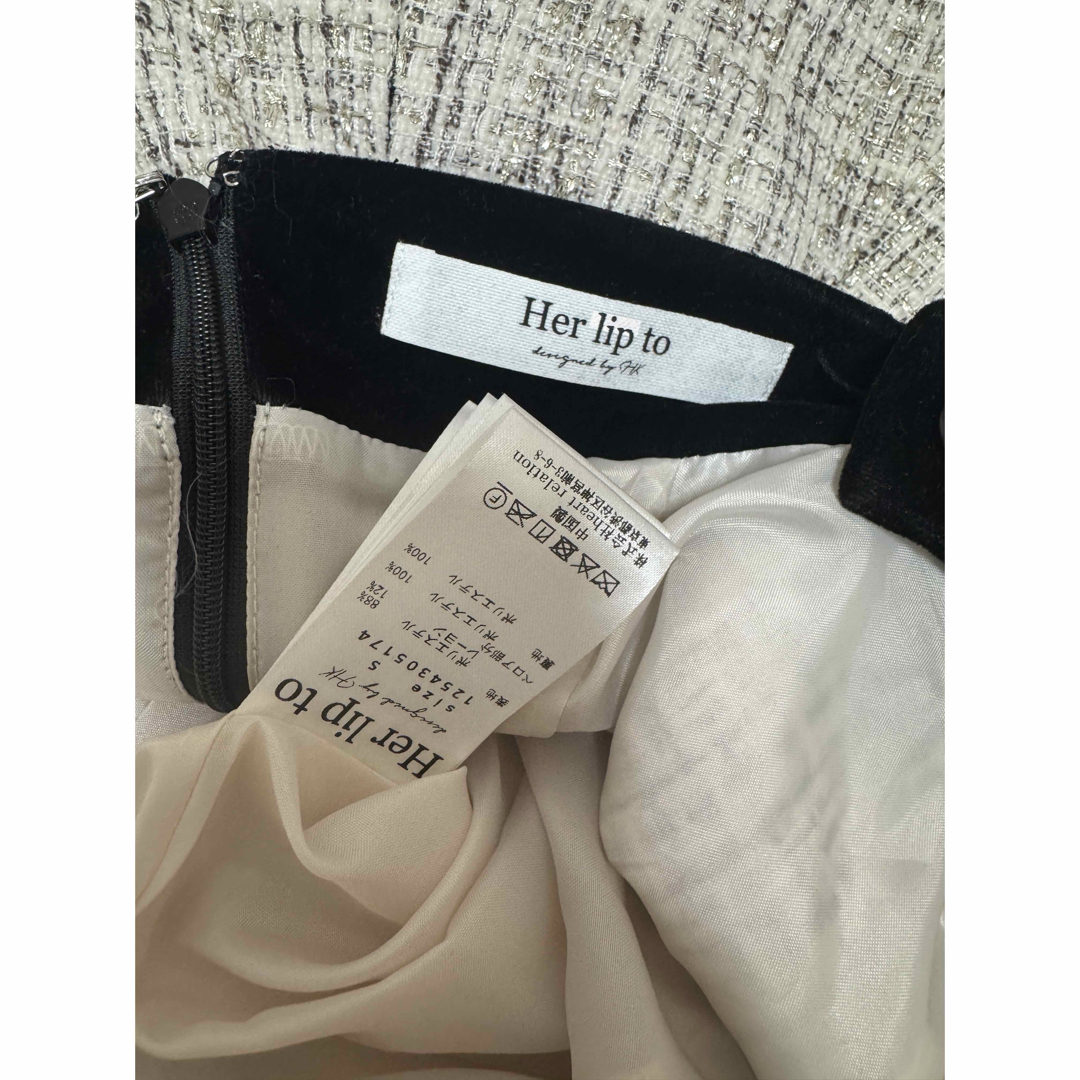 Her lip to
designed by HK
Her lip to
designed by HK
size
S
1254305174
表地
ポリエステル 88%
レーヨン 12%
ベロア部分
ポリエステル 100%
裏地
ポリエステル 100%
F
中国製
株式会社heart relation
東京都渋谷区神宮前3-6-8